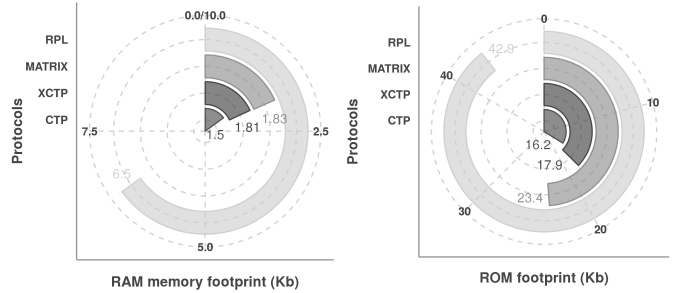 0.0/10.0
RPL
MATRIX
XCTP
CTP
7.5
2.5
5.0
6.5
1.83
1.81
1.5
Protocols
RAM memory footprint (Kb)
0
RPL
MATRIX
XCTP
CTP
40
10
30
20
42.9
16.2
17.9
23.4
Protocols
ROM footprint (Kb)